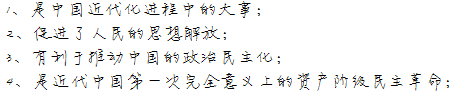 1、是中国近代化进程中的大事；
2、促进了人民的思想解放；
3、有利于推动中国的政治民主化；
4、是近代中国第一次完全意义上的资产阶级民主革命；